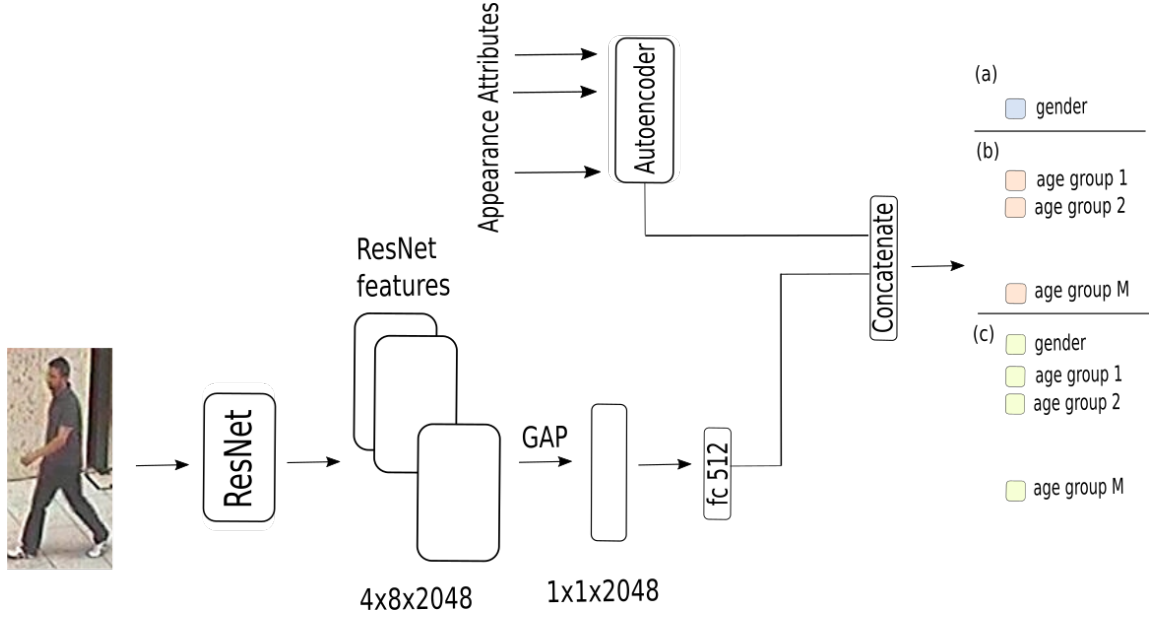 Appearance Attributes
Autoencoder
ResNet
features
ResNet
4x8x2048
GAP
1x1x2048
fc 512
Concatenate
(a)
gender
(b)
age group 1
age group 2
age group M
(c)
gender
age group 1
age group 2
age group M